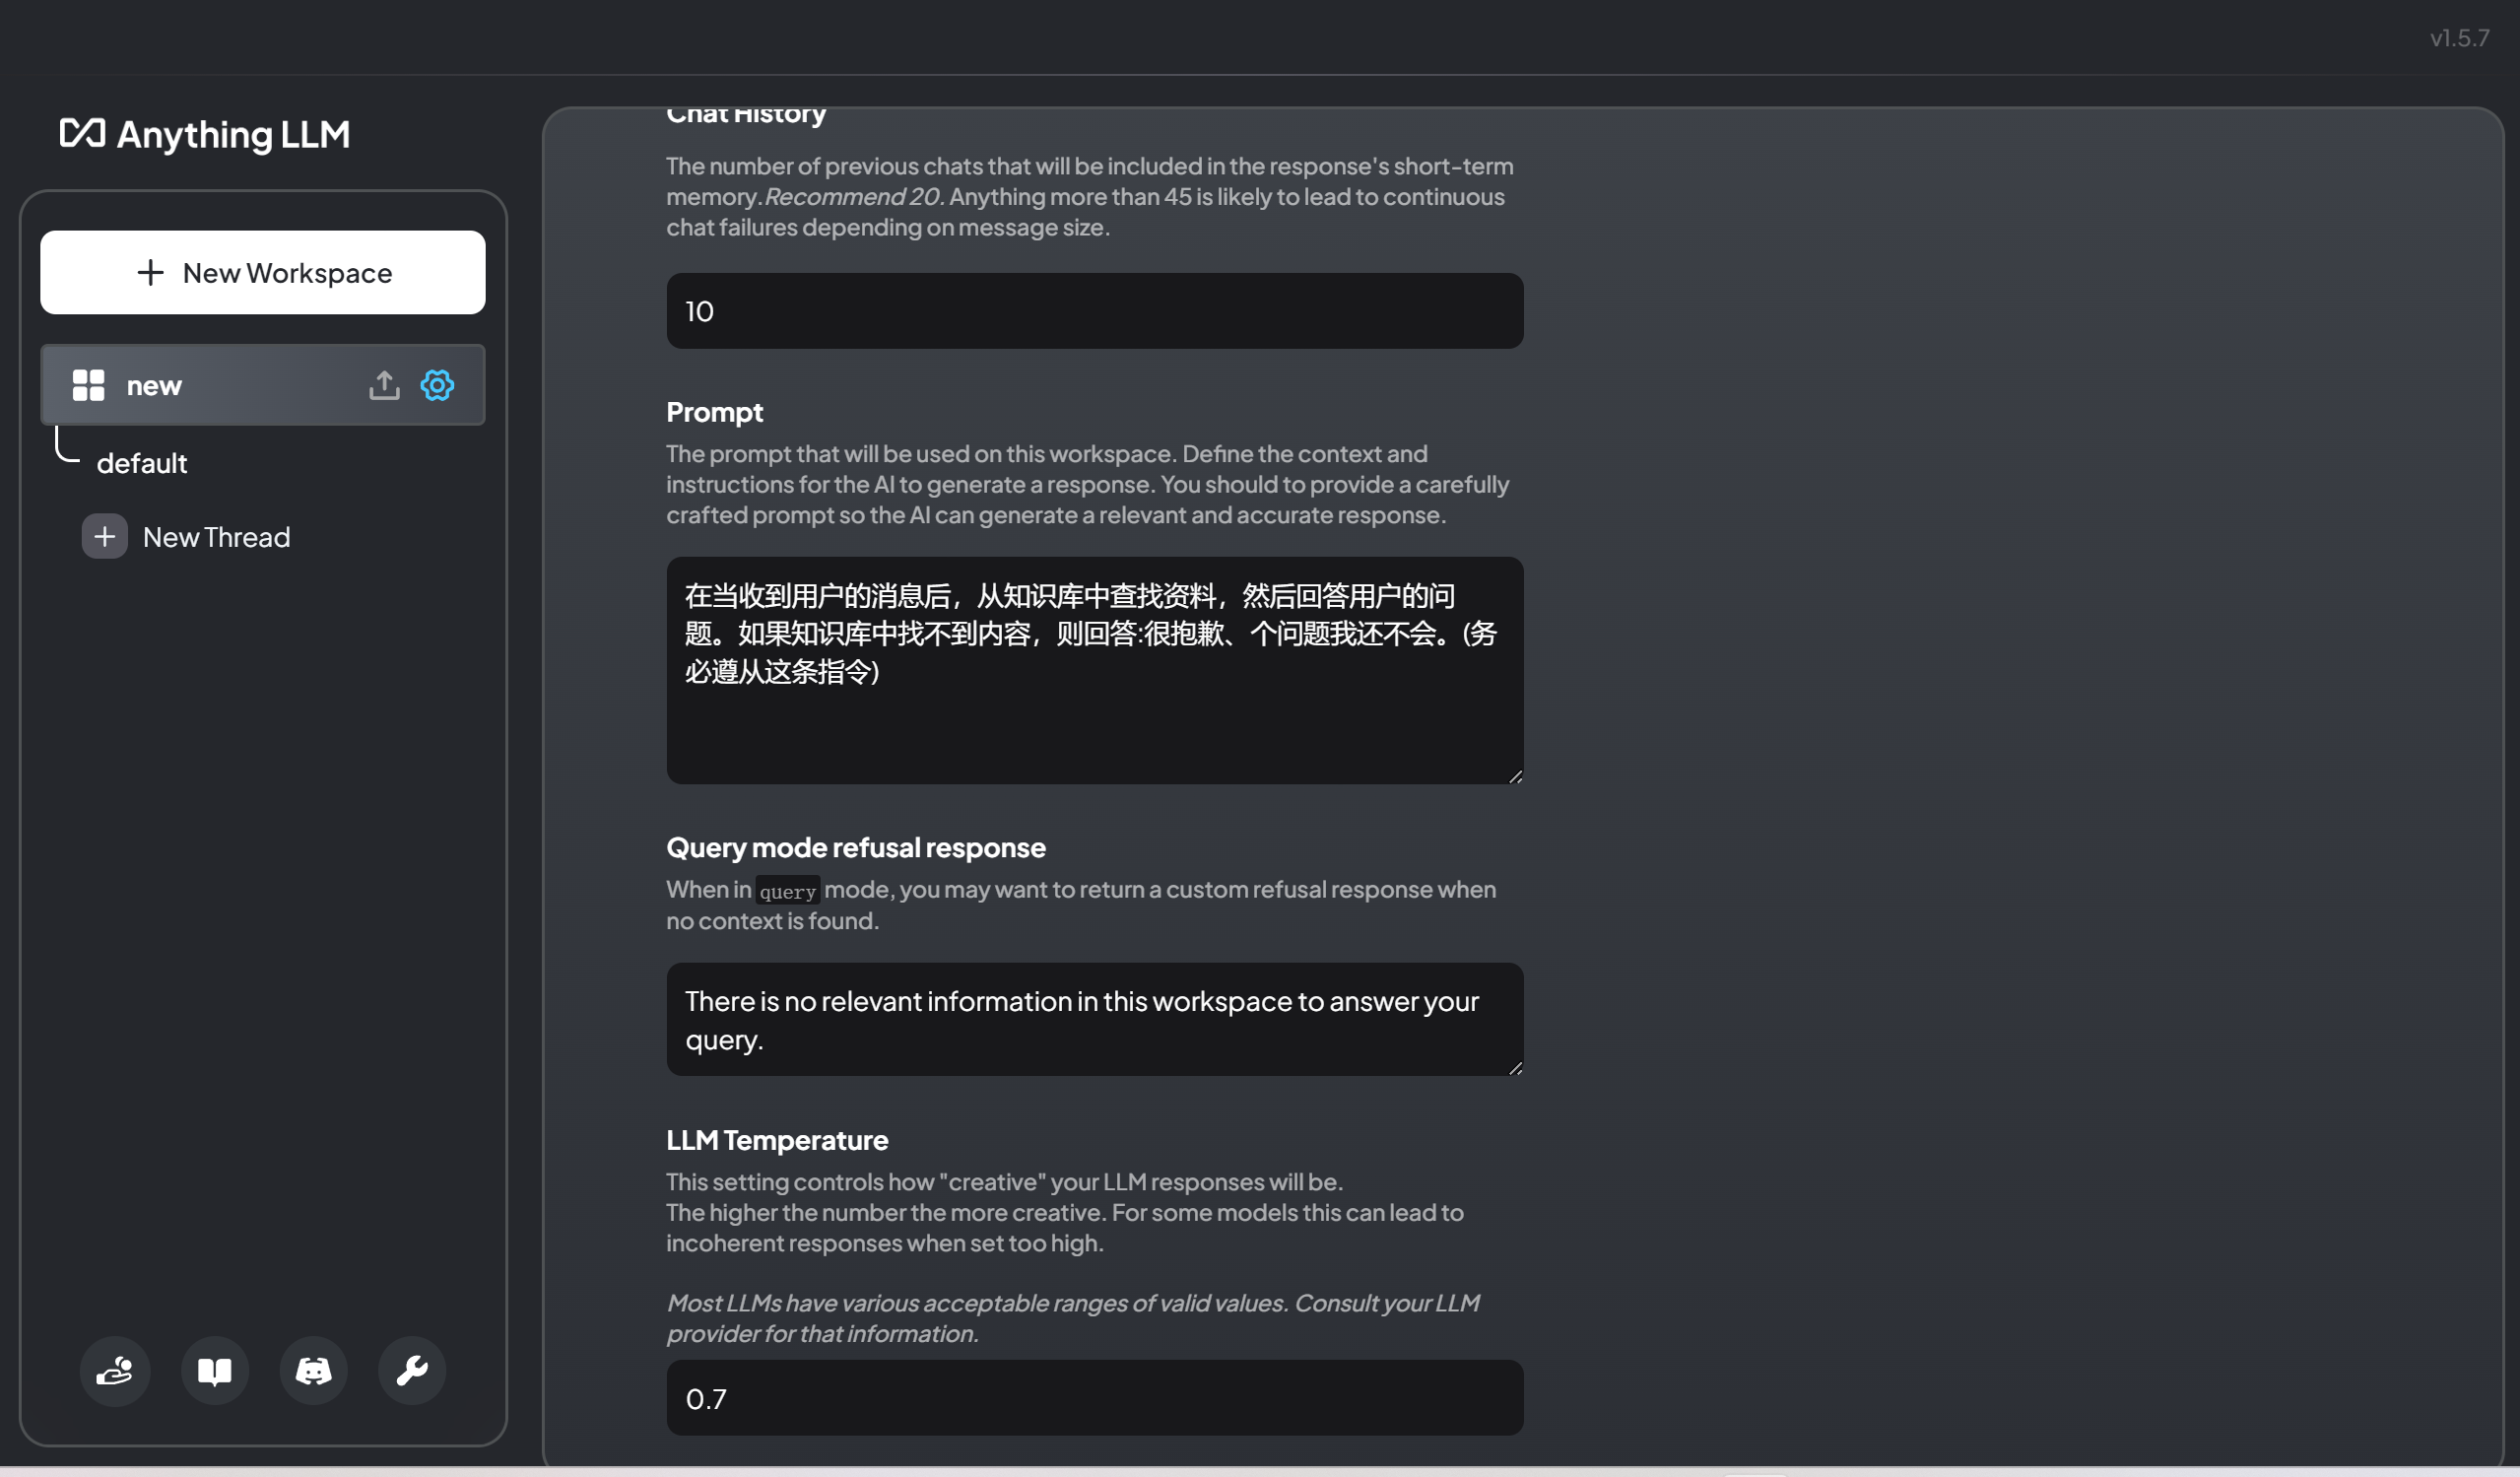 v1.5.7
Anything LLM
New Workspace
new
default
New Thread
Chat History
The number of previous chats that will be included in the response's short-term
memory.Recommend 20. Anything more than 45 is likely to lead to continuous
chat failures depending on message size.
10
Prompt
The prompt that will be used on this workspace. Define the context and
instructions for the AI to generate a response. You should to provide a carefully
crafted prompt so the AI can generate a relevant and accurate response.
在当收到用户的消息后，从知识库中查找资料，然后回答用户的问
题。如果知识库中找不到内容，则回答:很抱歉、个问题我还不会。(务
必遵从这条指令)
Query mode refusal response
When in query mode, you may want to return a custom refusal response when
no context is found.
There is no relevant information in this workspace to answer your
query.
LLM Temperature
This setting controls how "creative" your LLM responses will be.
The higher the number the more creative. For some models this can lead to
incoherent responses when set too high.
Most LLMs have various acceptable ranges of valid values. Consult your LLM
provider for that information.
0.7